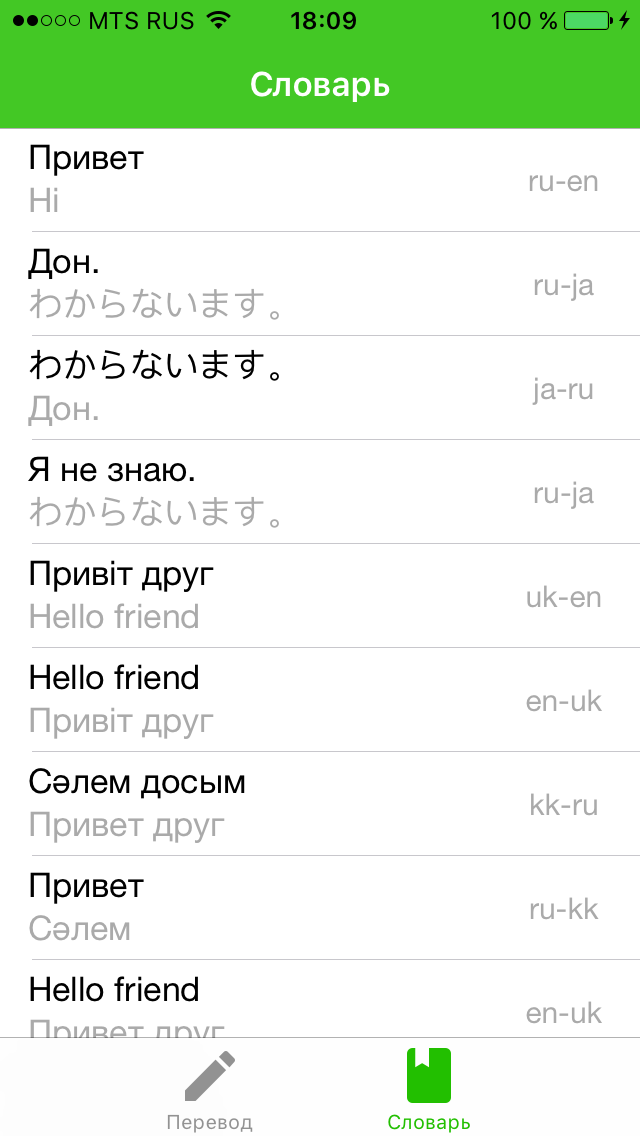 MTS RUS 18:09 100 %
Словарь
Привет
Hi
ru-en
Дон.
わからないます。
ru-ja
わからないます。
Дон.
ja-ru
Я не знаю.
わからないます。
ru-ja
Привіт друг
Hello friend
uk-en
Hello friend
Привіт друг
en-uk
Сәлем досым
Привет друг
kk-ru
Привет
Сәлем
ru-kk
Hello friend
Привет друг
en-uk
Перевод
Словарь